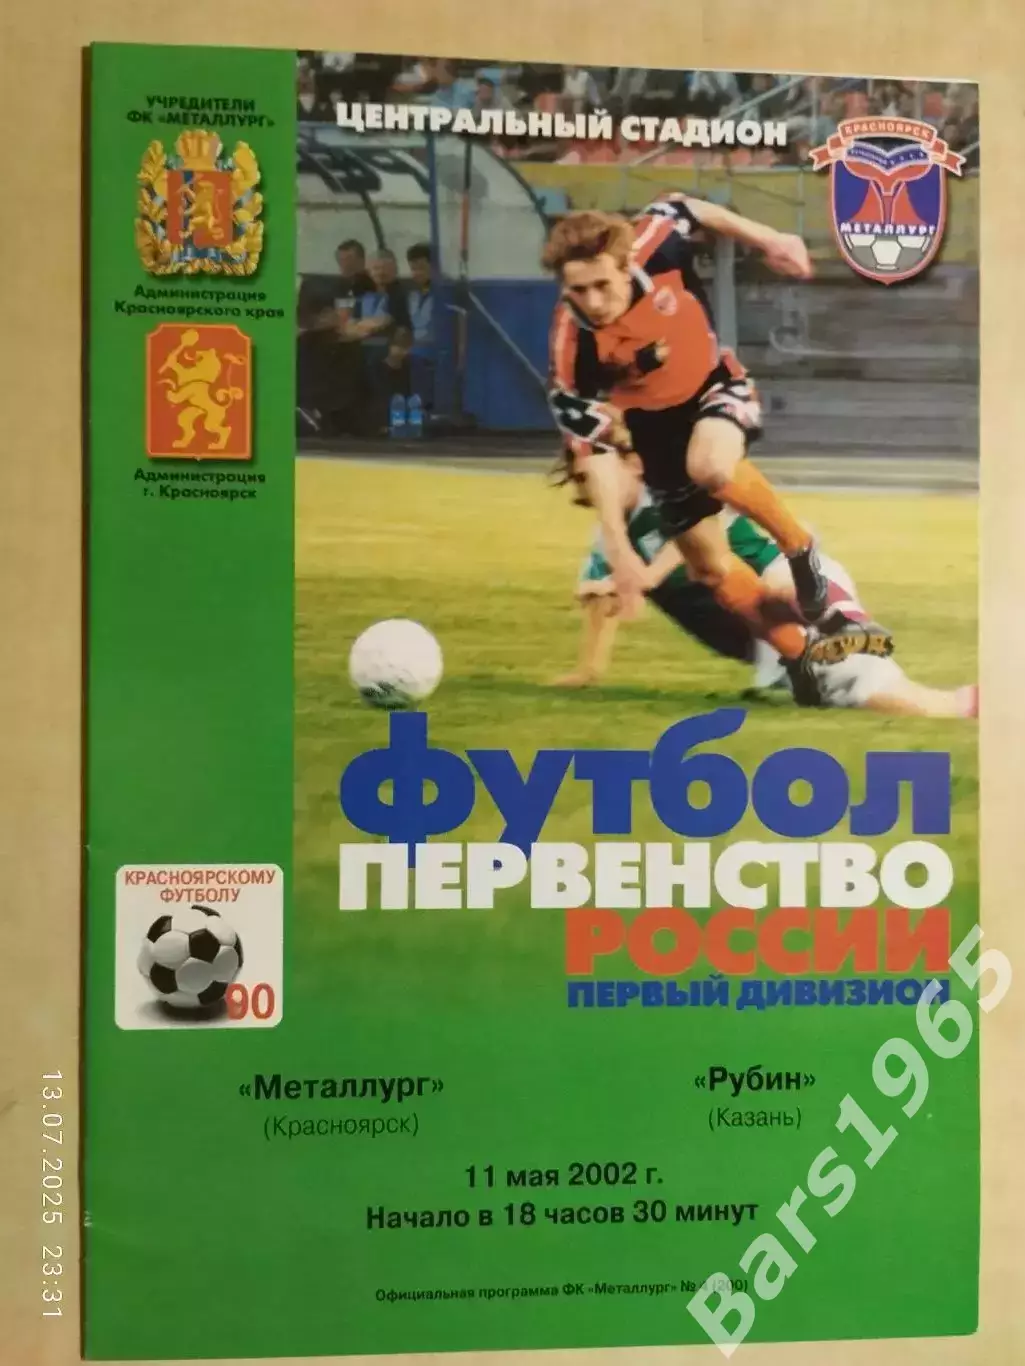 УЧРЕДИТЕЛИ
ФК «МЕТАЛЛУРГ»
Администрация
Красноярского края
Администрация
г. Красноярск
ЦЕНТРАЛЬНЫЙ СТАДИОН
КРАСНОЯРСК
МЕТАЛЛУРГ
ФУТБОЛ
ПЕРВЕНСТВО
РОССИИ
ПЕРВЫЙ ДИВИЗИОН
КРАСНОЯРСКОМУ
ФУТБОЛУ
90
«Металлург»
(Красноярск)
«Рубин»
(Казань)
11 мая 2002 г.
Начало в 18 часов 30 минут
Официальная программа ФК «Металлург» № 4 (200)
13.07.2025 23:31
Bars1965